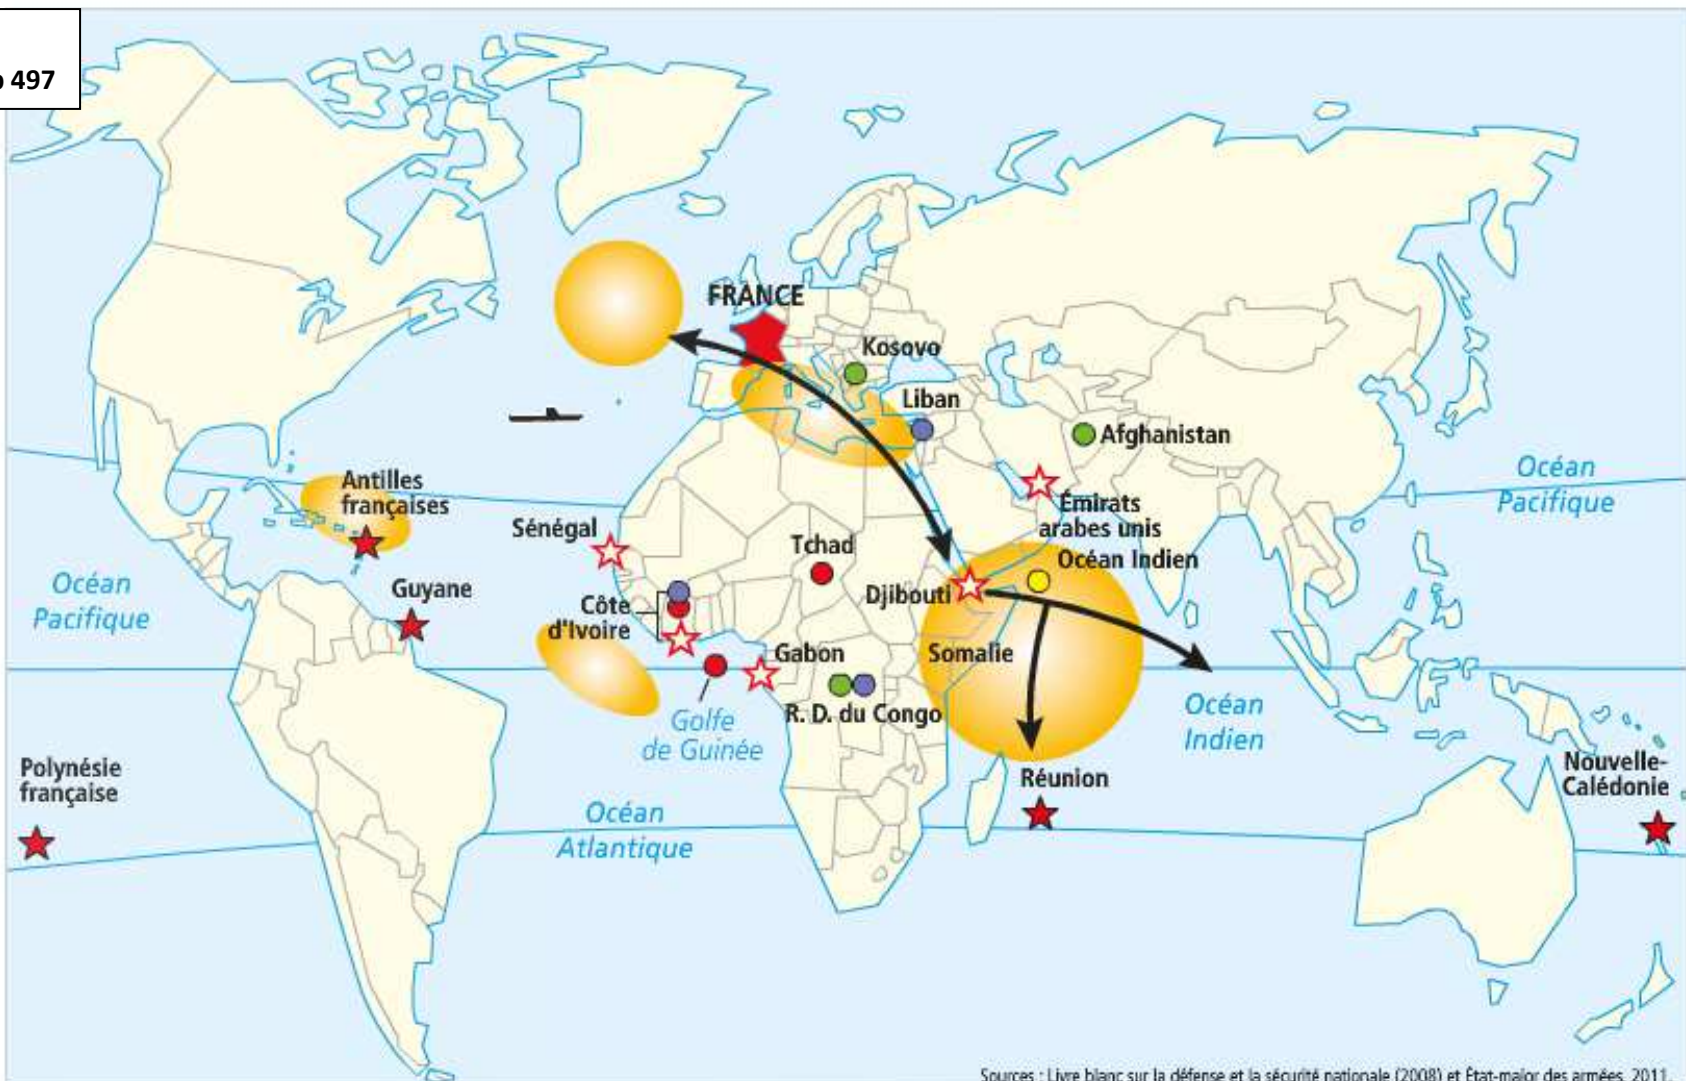 497
FRANCE
Kosovo
Liban
Afghanistan
Antilles
françaises
Océan
Pacifique
Sénégal
Émirats
arabes unis
Tchad
Océan Indien
Océan
Pacifique
Guyane
Côte
d'Ivoire
Djibouti
Gabon
Somalie
R. D. du Congo
Golfe
de Guinée
Océan
Indien
Polynésie
française
Réunion
Nouvelle-
Calédonie
Océan
Atlantique
Sources : Livre blanc sur la défense et la sécurité nationale (2008) et État-major des armées, 2011.